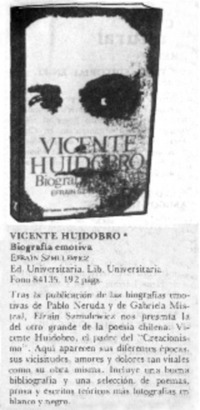 VICENTE
HUIDOBRO
Biografía
VICENTE HUIDOBRO *
Biografía emotiva
EFRAIN SZMULEWICZ
Ed. Universitaria. Lib. Universitaria.
Fono 84135. 192 págs.
Tras la publicación de las biografías emo-
tivas de Pablo Neruda y de Gabriela Mis-
tral, Efraín Szmulewicz nos presenta la
del otro grande de la poesía chilena: Vi-
cente Huidobro, el padre del "Creacionis-
mo". Aquí aparecen sus diferentes épocas,
sus vicisitudes, amores y dolores tan vitales
como su obra misma. Incluye una buena
bibliografía y una selección de poemas,
prosa y escritos teóricos más fotografías en
blanco y negro.